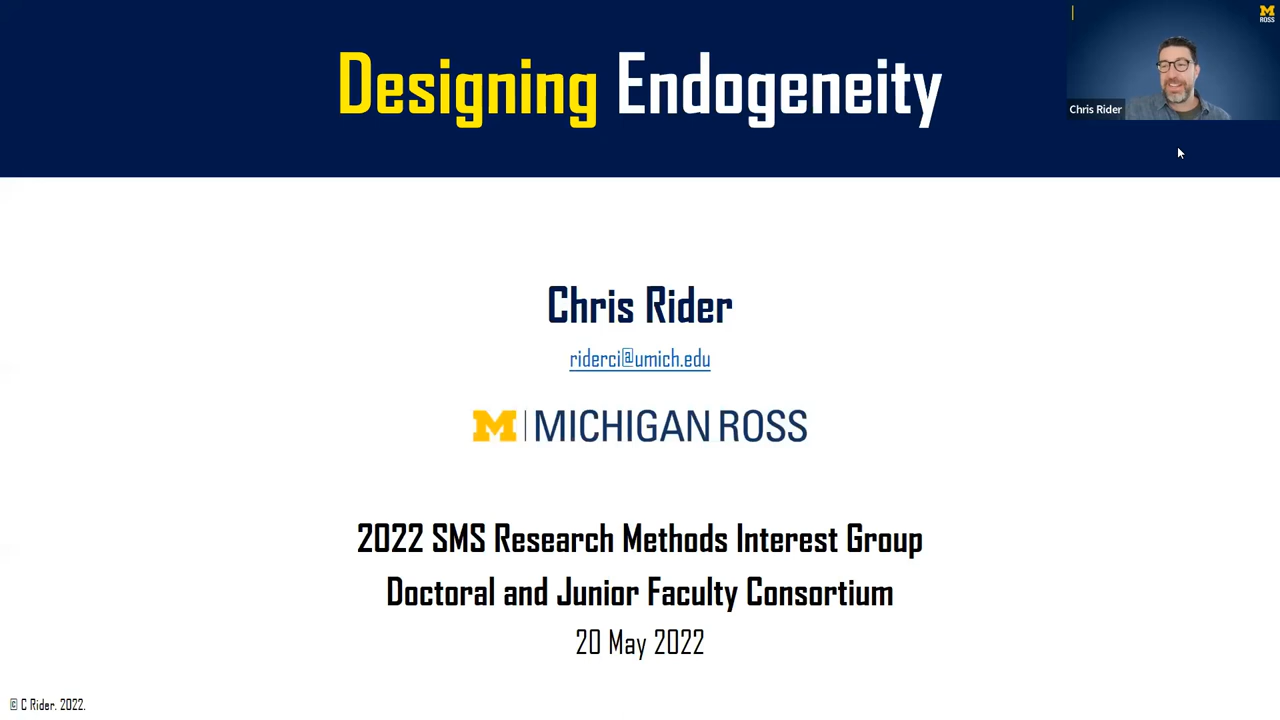 Designing Endogeneity
M
ROSS
Chris Rider
Chris Rider
riderci@umich.edu
M | MICHIGAN ROSS
2022 SMS Research Methods Interest Group
Doctoral and Junior Faculty Consortium
20 May 2022
© C Rider. 2022.